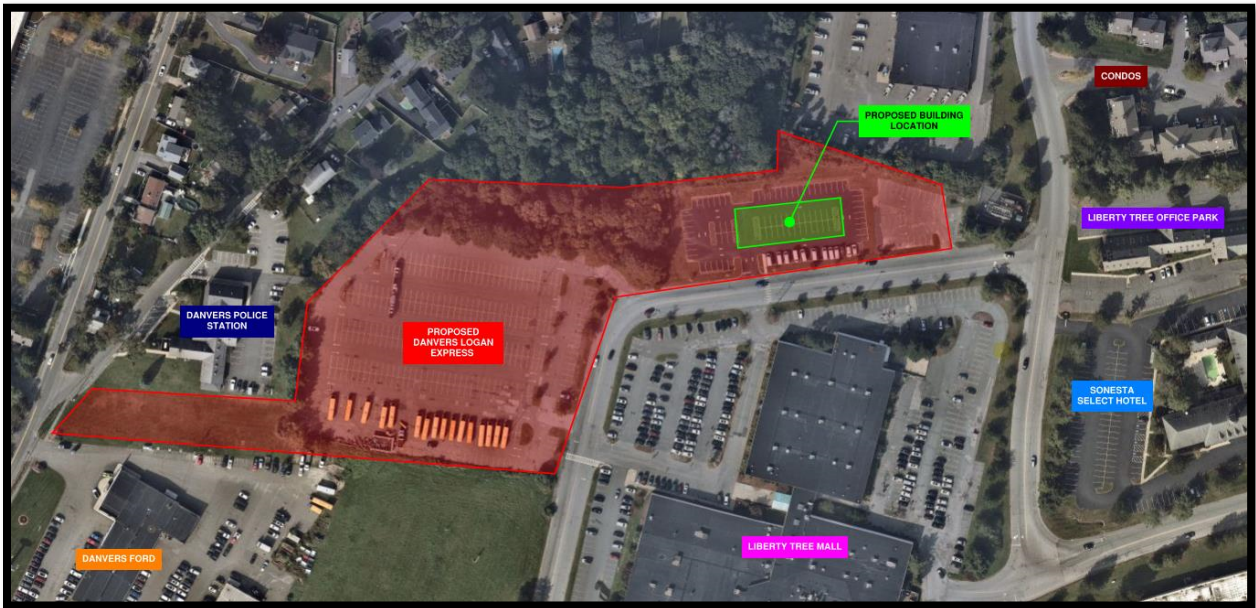 CONDOS
PROPOSED BUILDING
LOCATION
LIBERTY TREE OFFICE PARK
DANVERS POLICE
STATION
PROPOSED
DANVERS LOGAN
EXPRESS
SONESTA
SELECT HOTEL
LIBERTY TREE MALL
DANVERS FORD